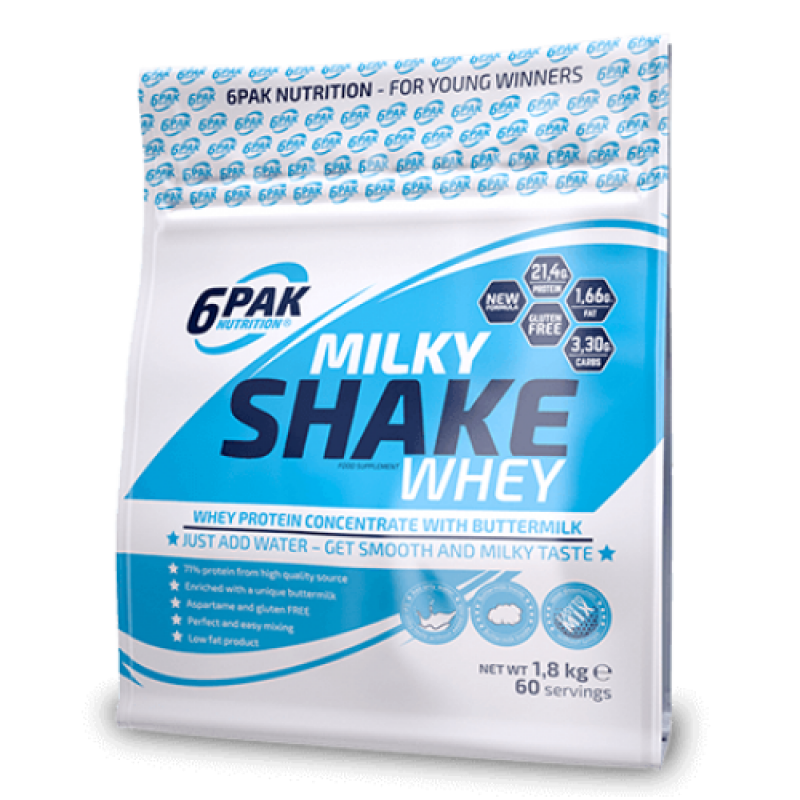 6PAK NUTRITION - FOR YOUNG WINNERS
6PAK
NUTRITION®
21,4g.
PROTEIN
NEW
FORMULA
1,66g.
FAT
GLUTEN
FREE
3,30g.
CARBS
MILKY
SHAKE
FOOD SUPPLEMENT
WHEY
WHEY PROTEIN CONCENTRATE WITH BUTTERMILK
★ JUST ADD WATER – GET SMOOTH AND MILKY TASTE ★
★ 71% protein from high quality source
★ Enriched with a unique buttermilk
★ Aspartame and gluten FREE
★ Perfect and easy mixing
★ Low fat product
NET WT 1,8 kg ℮
60 servings